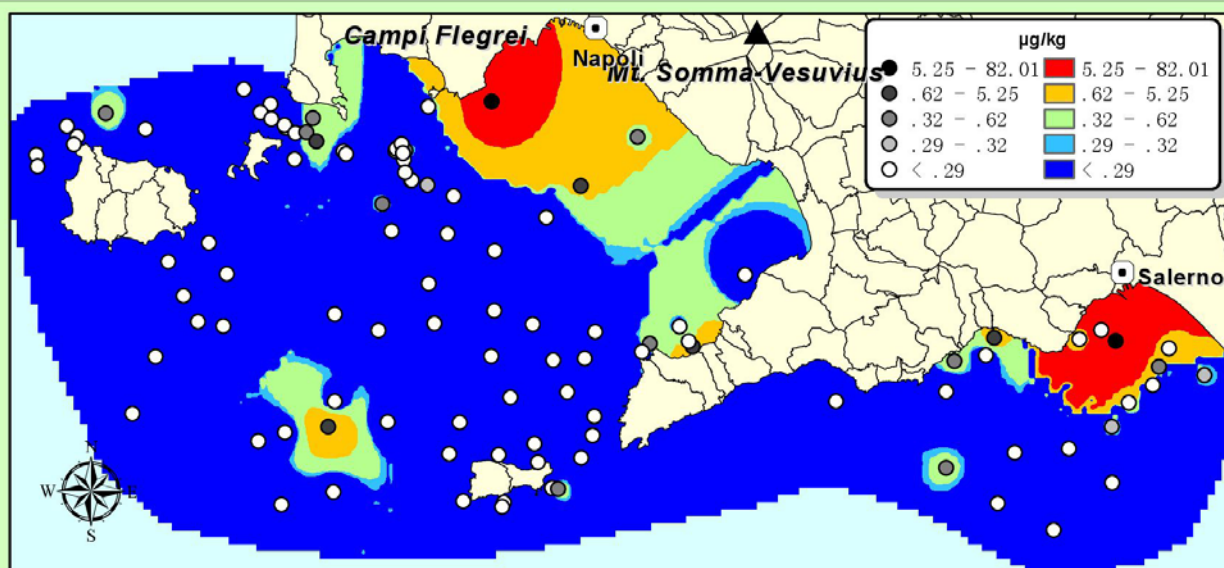 Campi Flegrei
Napoli
Mt. Somma-Vesuvius
Salerno
µg/kg
5.25 - 82.01 5.25 - 82.01
.62 - 5.25 .62 - 5.25
.32 - .62 .32 - .62
.29 - .32 .29 - .32
< .29 < .29
N
W E
S